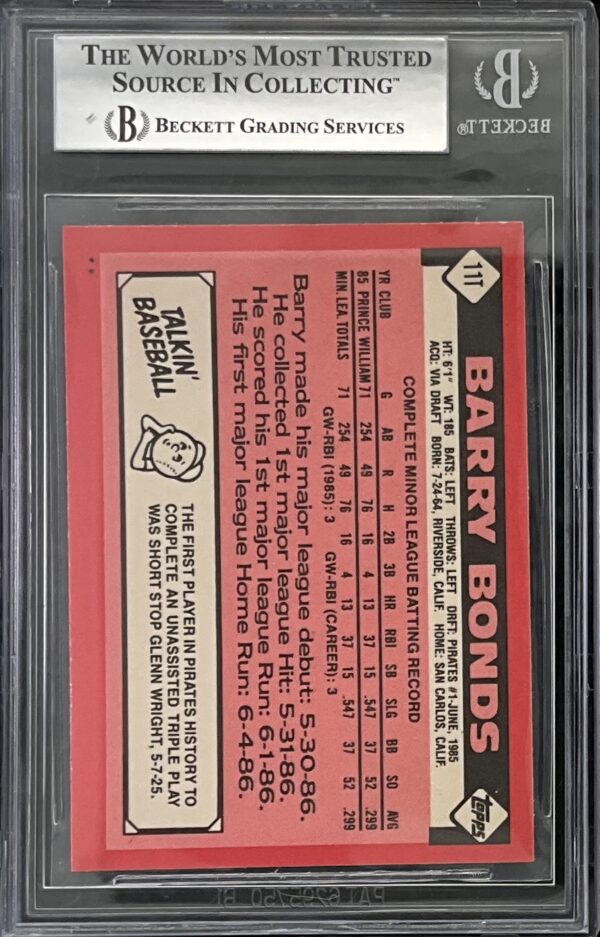 THE WORLD'S MOST TRUSTED
SOURCE IN COLLECTING™
B BECKETT GRADING SERVICES
B
BECKETT®
11T
BARRY BONDS
topps
HT: 6'1" WT: 185 BATS: LEFT THROWS: LEFT DRFT: PIRATES #1-JUNE, 1985
ACQ: VIA DRAFT BORN: 7-24-64, RIVERSIDE, CALIF. HOME: SAN CARLOS, CALIF.
COMPLETE MINOR LEAGUE BATTING RECORD
YR CLUB G AB R H 2B 3B HR RBI SB SLG BB SO AVG
85 PRINCE WILLIAM 71 254 49 76 16 4 13 37 15 .547 37 52 .299
MIN. LEA. TOTALS 71 254 49 76 16 4 13 37 15 .547 37 52 .299
GW-RBI (1985): 3 GW-RBI (CAREER): 3
Barry made his major league debut: 5-30-86.
He collected 1st major league Hit: 5-31-86.
He scored his 1st major league Run: 6-1-86.
His first major league Home Run: 6-4-86.
TALKIN'
BASEBALL
THE FIRST PLAYER IN PIRATES HISTORY TO
COMPLETE AN UNASSISTED TRIPLE PLAY
WAS SHORT STOP GLENN WRIGHT, 5-7-25.